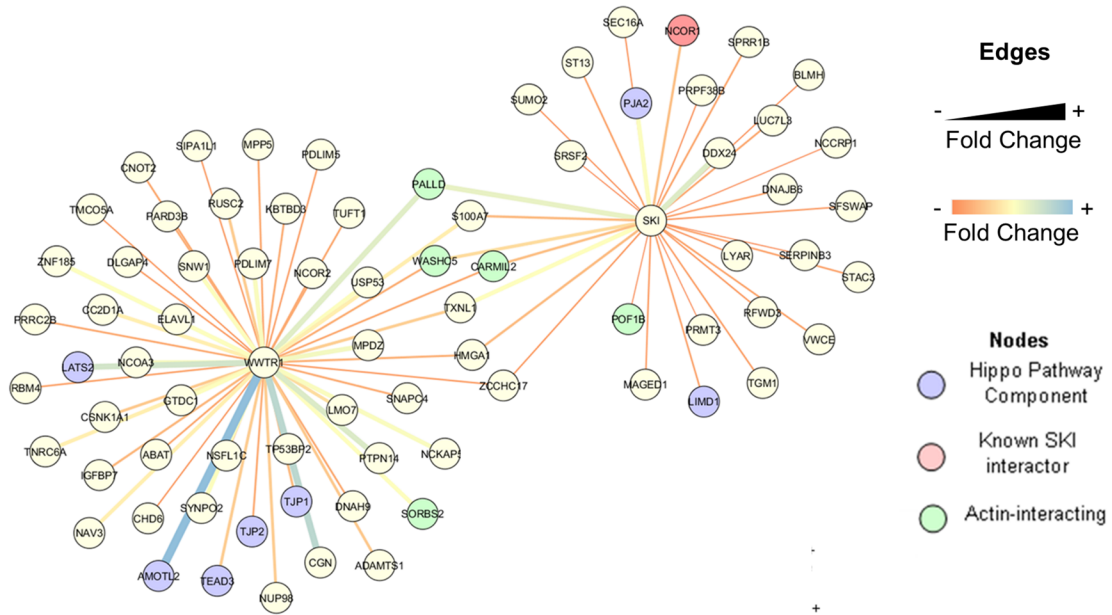 SEC16A
NCOR1
SPRR1B
ST13
BLMH
PJA2
PRPF38B
SUMO2
LUC7L3
SRSF2
DDX24
NCCRP1
DNAJB6
SFSWAP
SKI
LYAR
SERPINB3
STAC3
POF1B
PRMT3
RFWD3
VWCE
MAGED1
LIMD1
TGM1
SIPA1L1
MPP5
PDLIM5
CNOT2
PALLD
TMCO5A
PARD3B
RUSC2
KBTBD3
TUFT1
S100A7
ZNF185
DLGAP4
SNW1
PDLIM7
NCOR2
USP53
WASHC5
CARMIL2
PRRC2B
CC2D1A
ELAVL1
TXNL1
MPDZ
HMGA1
LATS2
NCOA3
WWTR1
ZCCHC17
RBM4
CSNK1A1
GTDC1
LMO7
SNAPC4
TNRC6A
IGFBP7
ABAT
NSFL1C
TP53BP2
PTPN14
NCKAP5
NAV3
CHD6
SYNPO2
TJP2
TJP1
DNAH9
SORBS2
AMOTL2
TEAD3
NUP98
CGN
ADAMTS1
Edges
- +
Fold Change
- +
Fold Change
Nodes
Hippo Pathway
Component
Known SKI
interactor
Actin-interacting
-
+